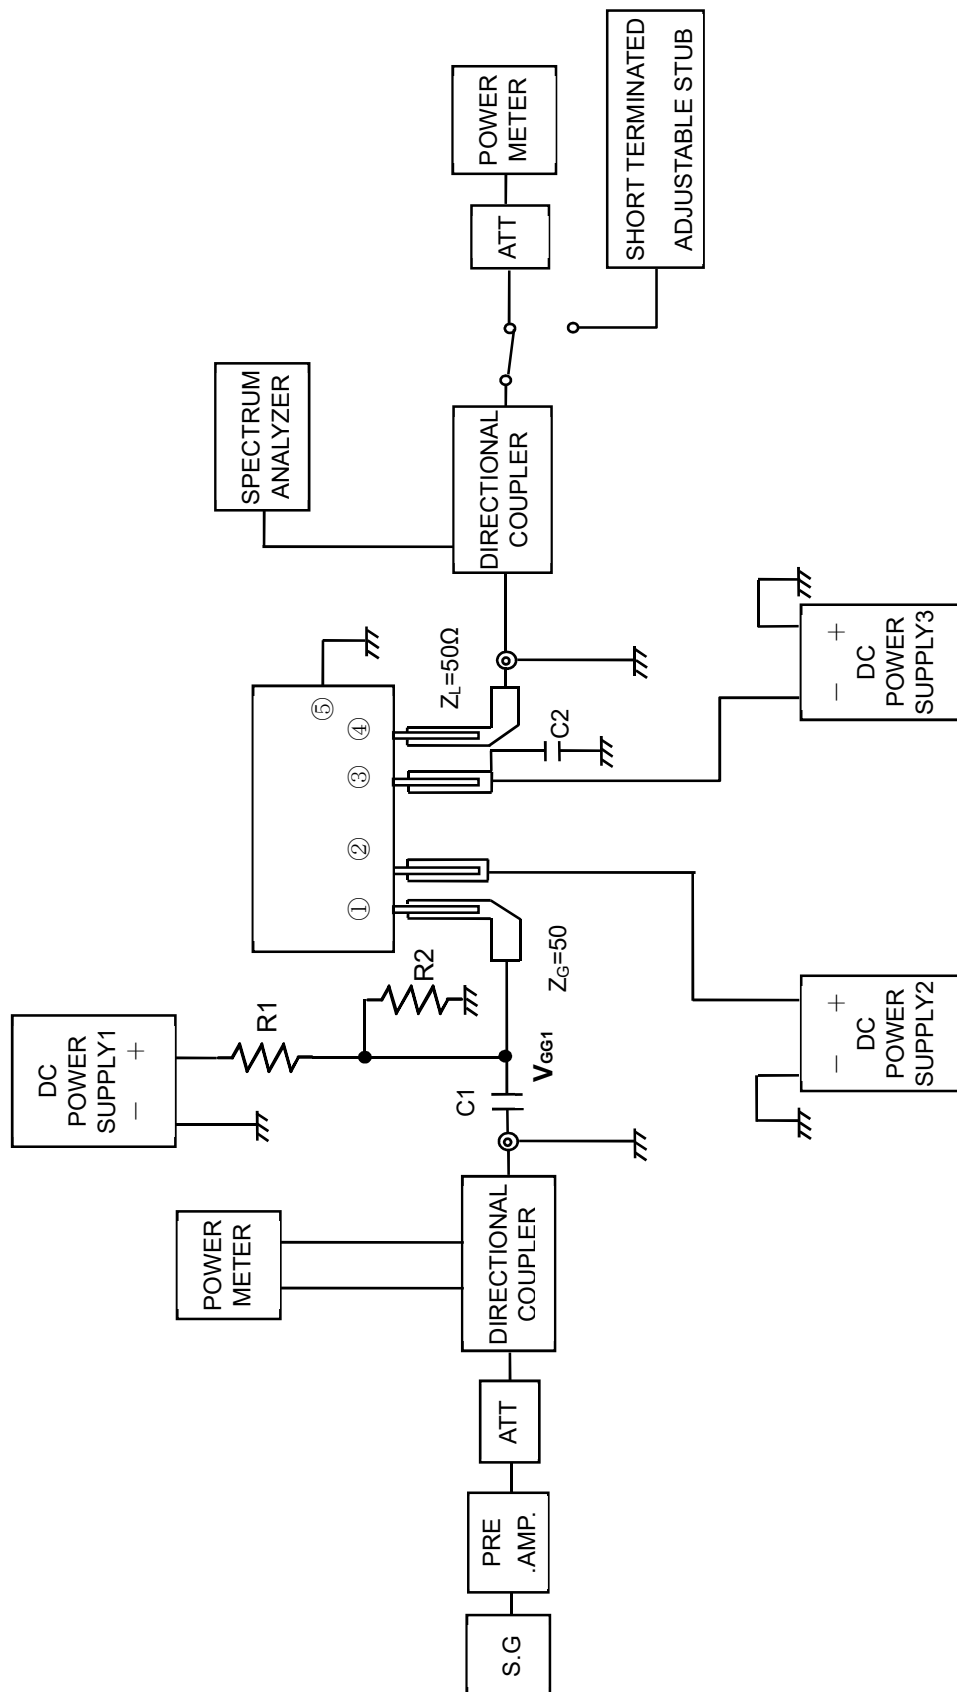 S.G
PRE
.AMP.
ATT
DIRECTIONAL
COUPLER
POWER
METER
DC
POWER
SUPPLY1
－ ＋
R1
R2
C1
V_GG1
Z_G=50
① ② ③ ④
⑤
Z_L=50Ω
C2
DC
POWER
SUPPLY2
－ ＋
DC
POWER
SUPPLY3
－ ＋
DIRECTIONAL
COUPLER
SPECTRUM
ANALYZER
ATT
POWER
METER
SHORT TERMINATED
ADJUSTABLE STUB